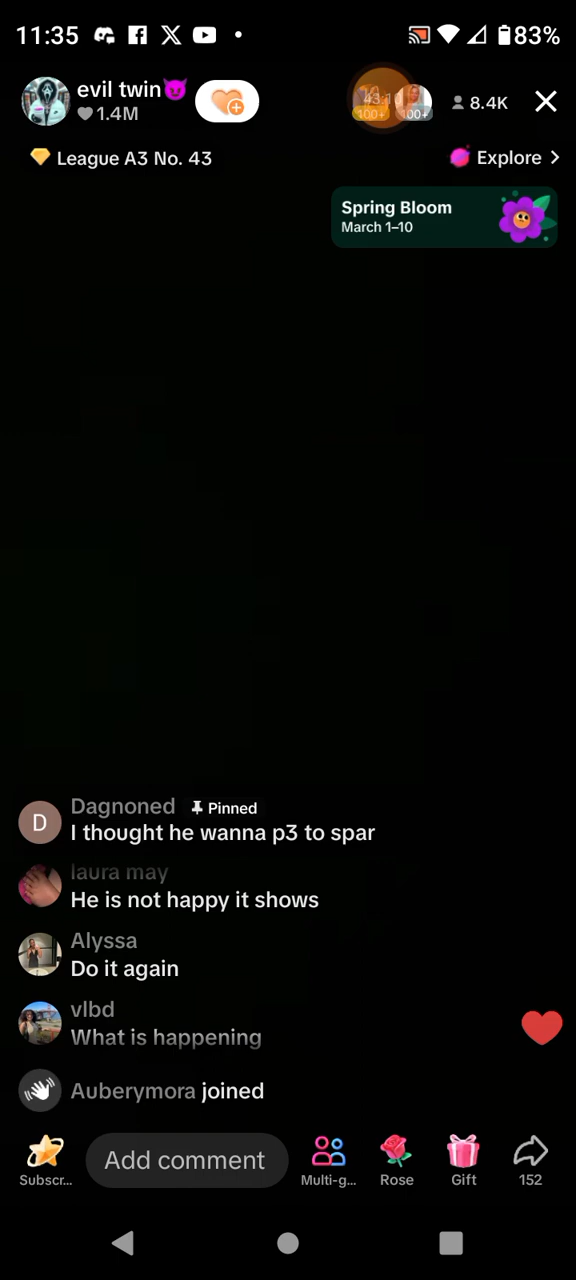 11:35
83%
evil twin😈
1.4M
100+
100+
8.4K
League A3 No. 43
Explore
Spring Bloom
March 1–10
Dagnoned Pinned
I thought he wanna p3 to spar
laura may
He is not happy it shows
Alyssa
Do it again
vlbd
What is happening
Auberymora joined
Subscr...
Add comment
Multi-g...
Rose
Gift
152